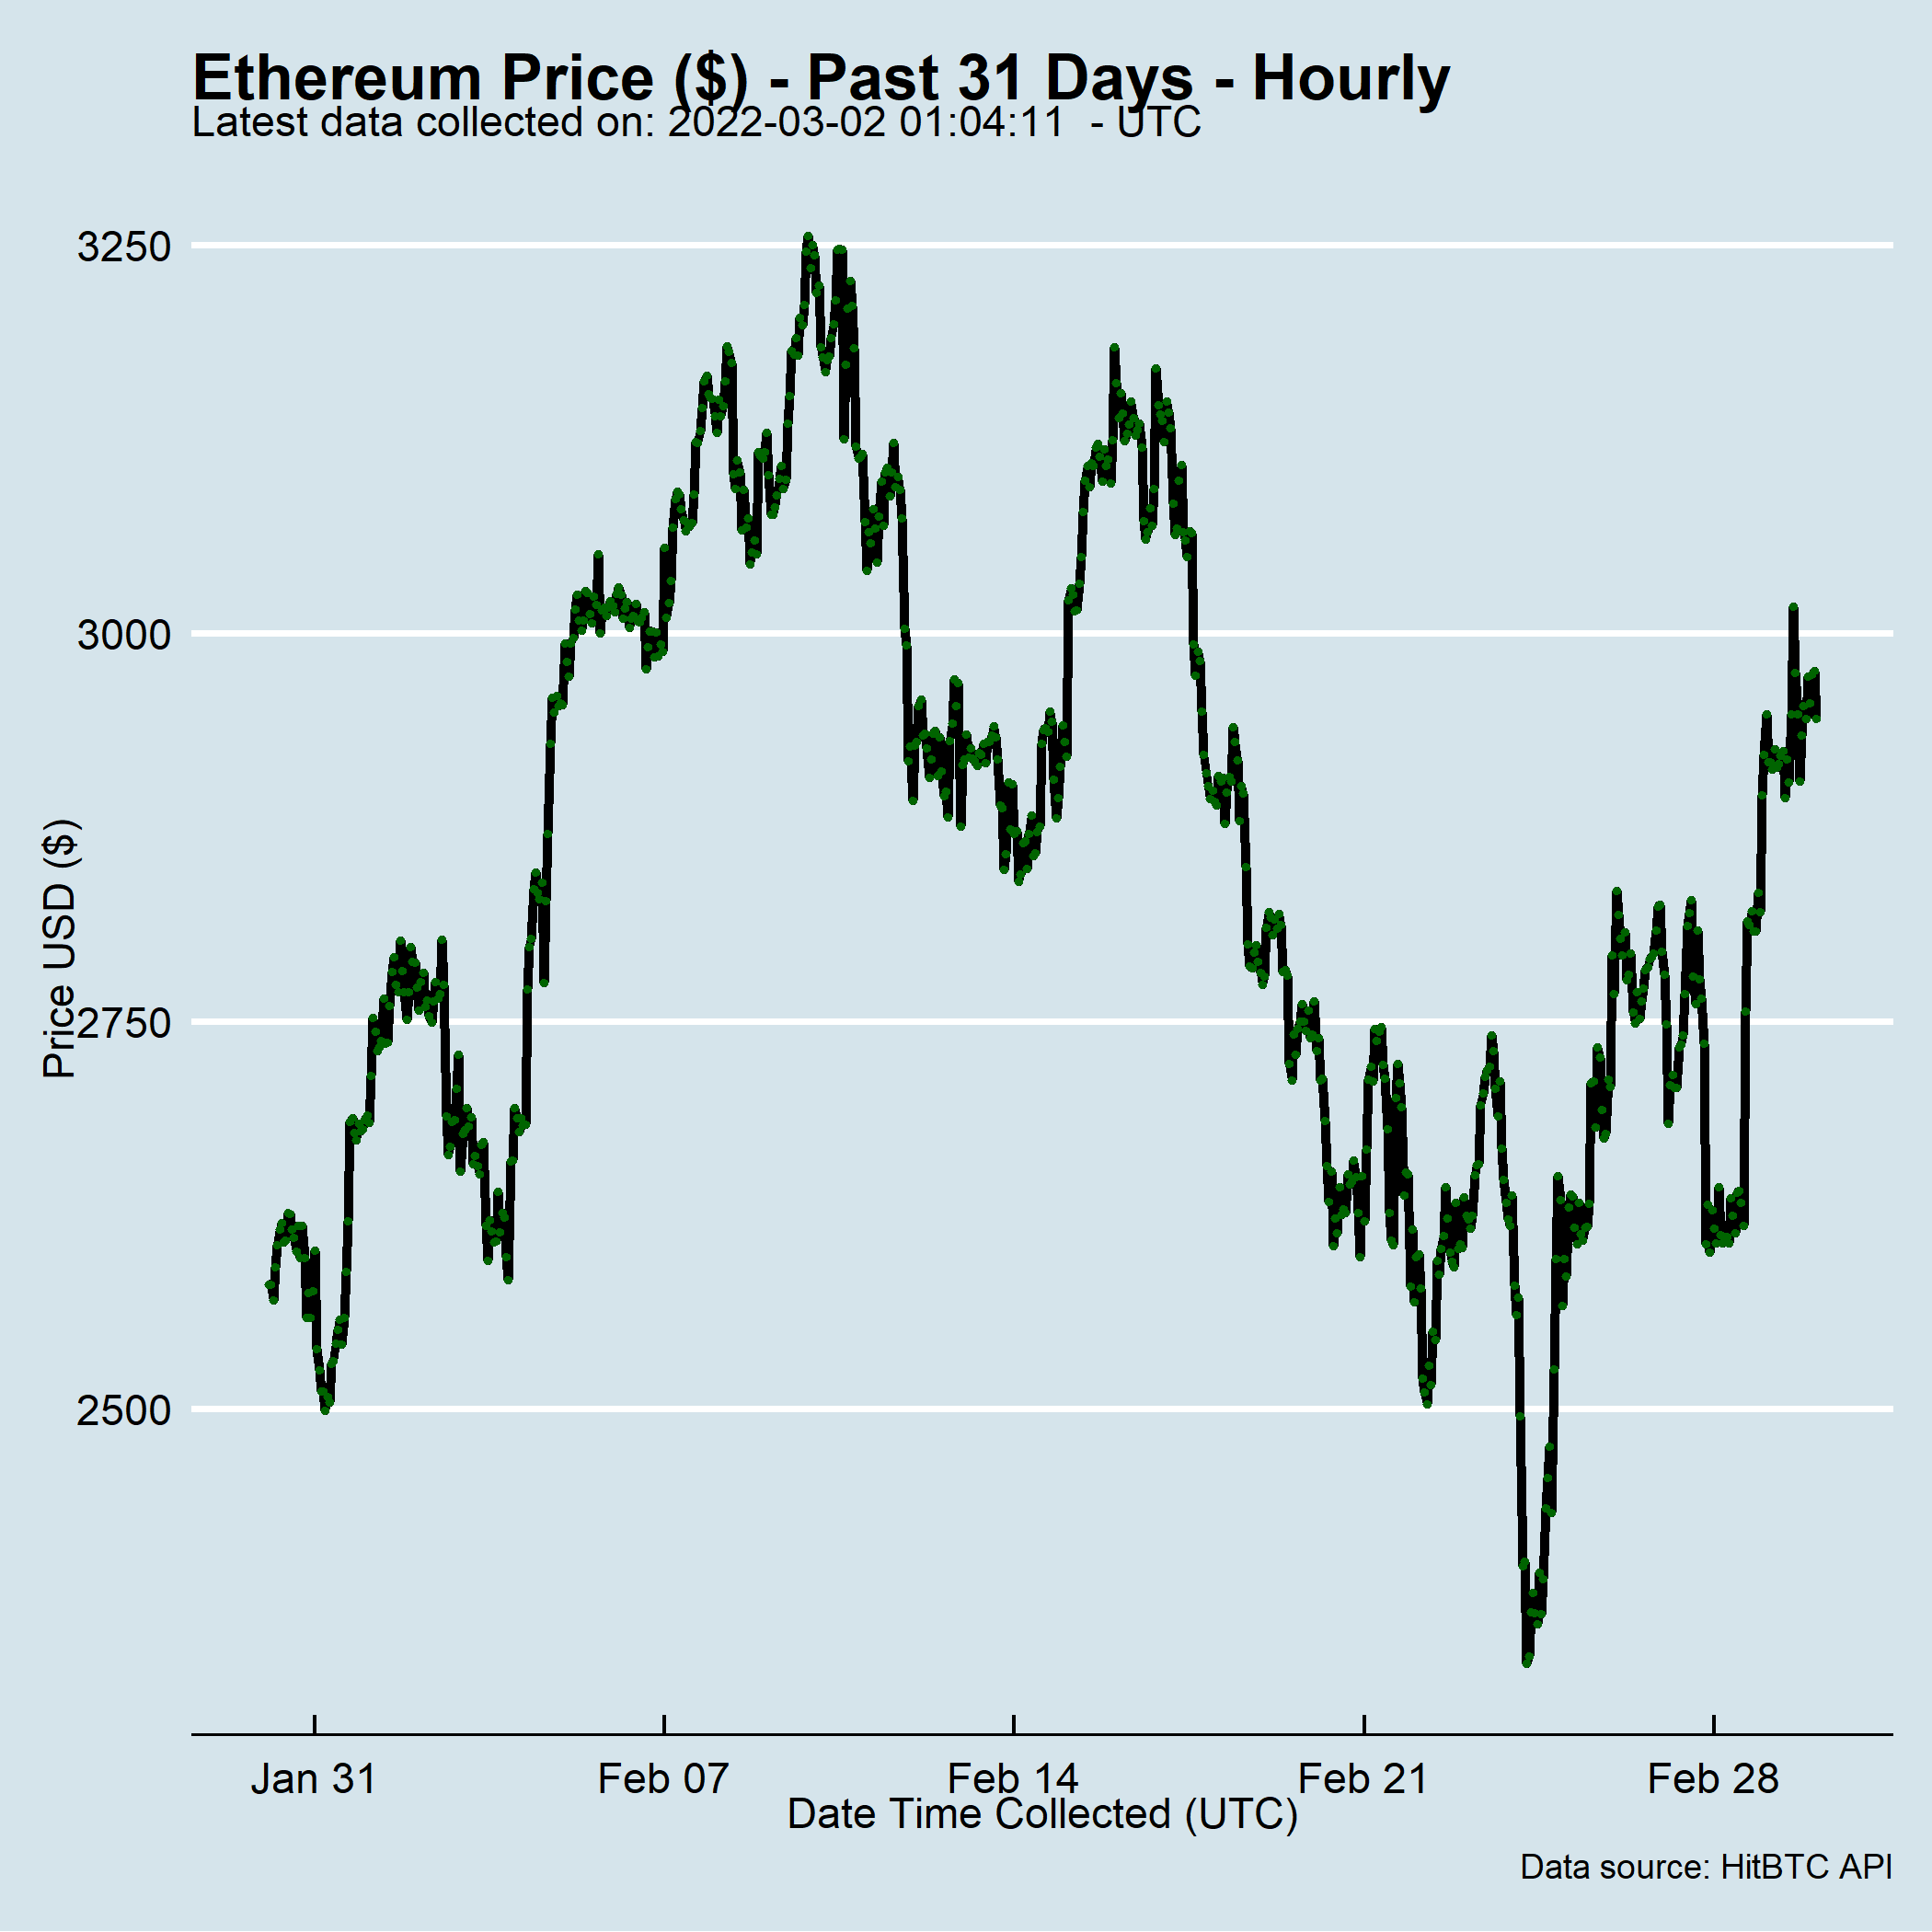 Ethereum Price ($) - Past 31 Days - Hourly
Latest data collected on: 2022-03-02 01:04:11  - UTC
3250
3000
2750
2500
Price USD ($)
Jan 31
Feb 07
Feb 14
Feb 21
Feb 28
Date Time Collected (UTC)
Data source: HitBTC API